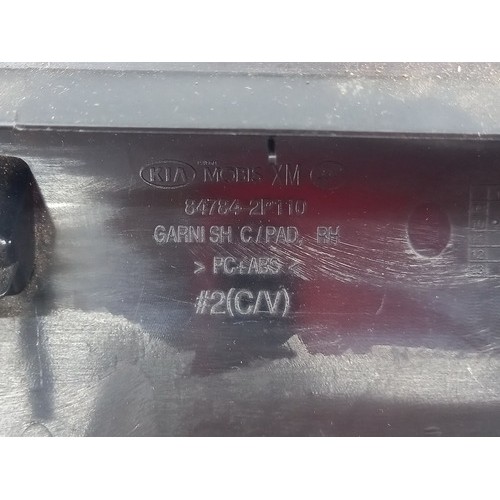 KIA MOBIS XM
84784-2P110
GARNISH C/PAD, RH
> PC+ABS <
#2(C/V)